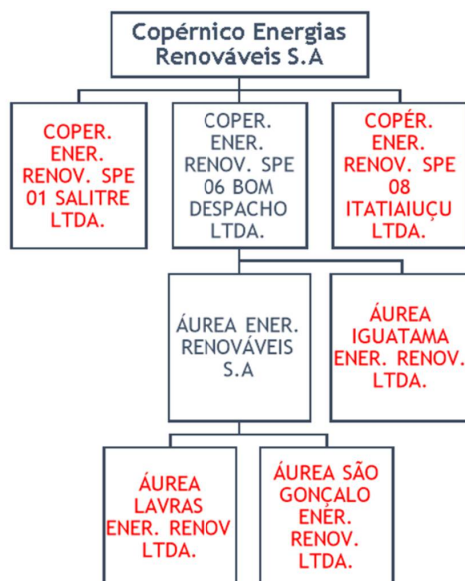 Copérnico Energias
Renováveis S.A
COPER.
ENER.
RENOV. SPE
01 SALITRE
LTDA.
COPER.
ENER.
RENOV. SPE
06 BOM
DESPACHO
LTDA.
COPÉR.
ENER.
RENOV. SPE
08
ITATIAIUÇU
LTDA.
ÁUREA ENER.
RENOVÁVEIS
S.A
ÁUREA
IGUATAMA
ENER. RENOV.
LTDA.
ÁUREA
LAVRAS
ENER. RENOV
LTDA.
ÁUREA SÃO
GONÇALO
ENER.
RENOV.
LTDA.